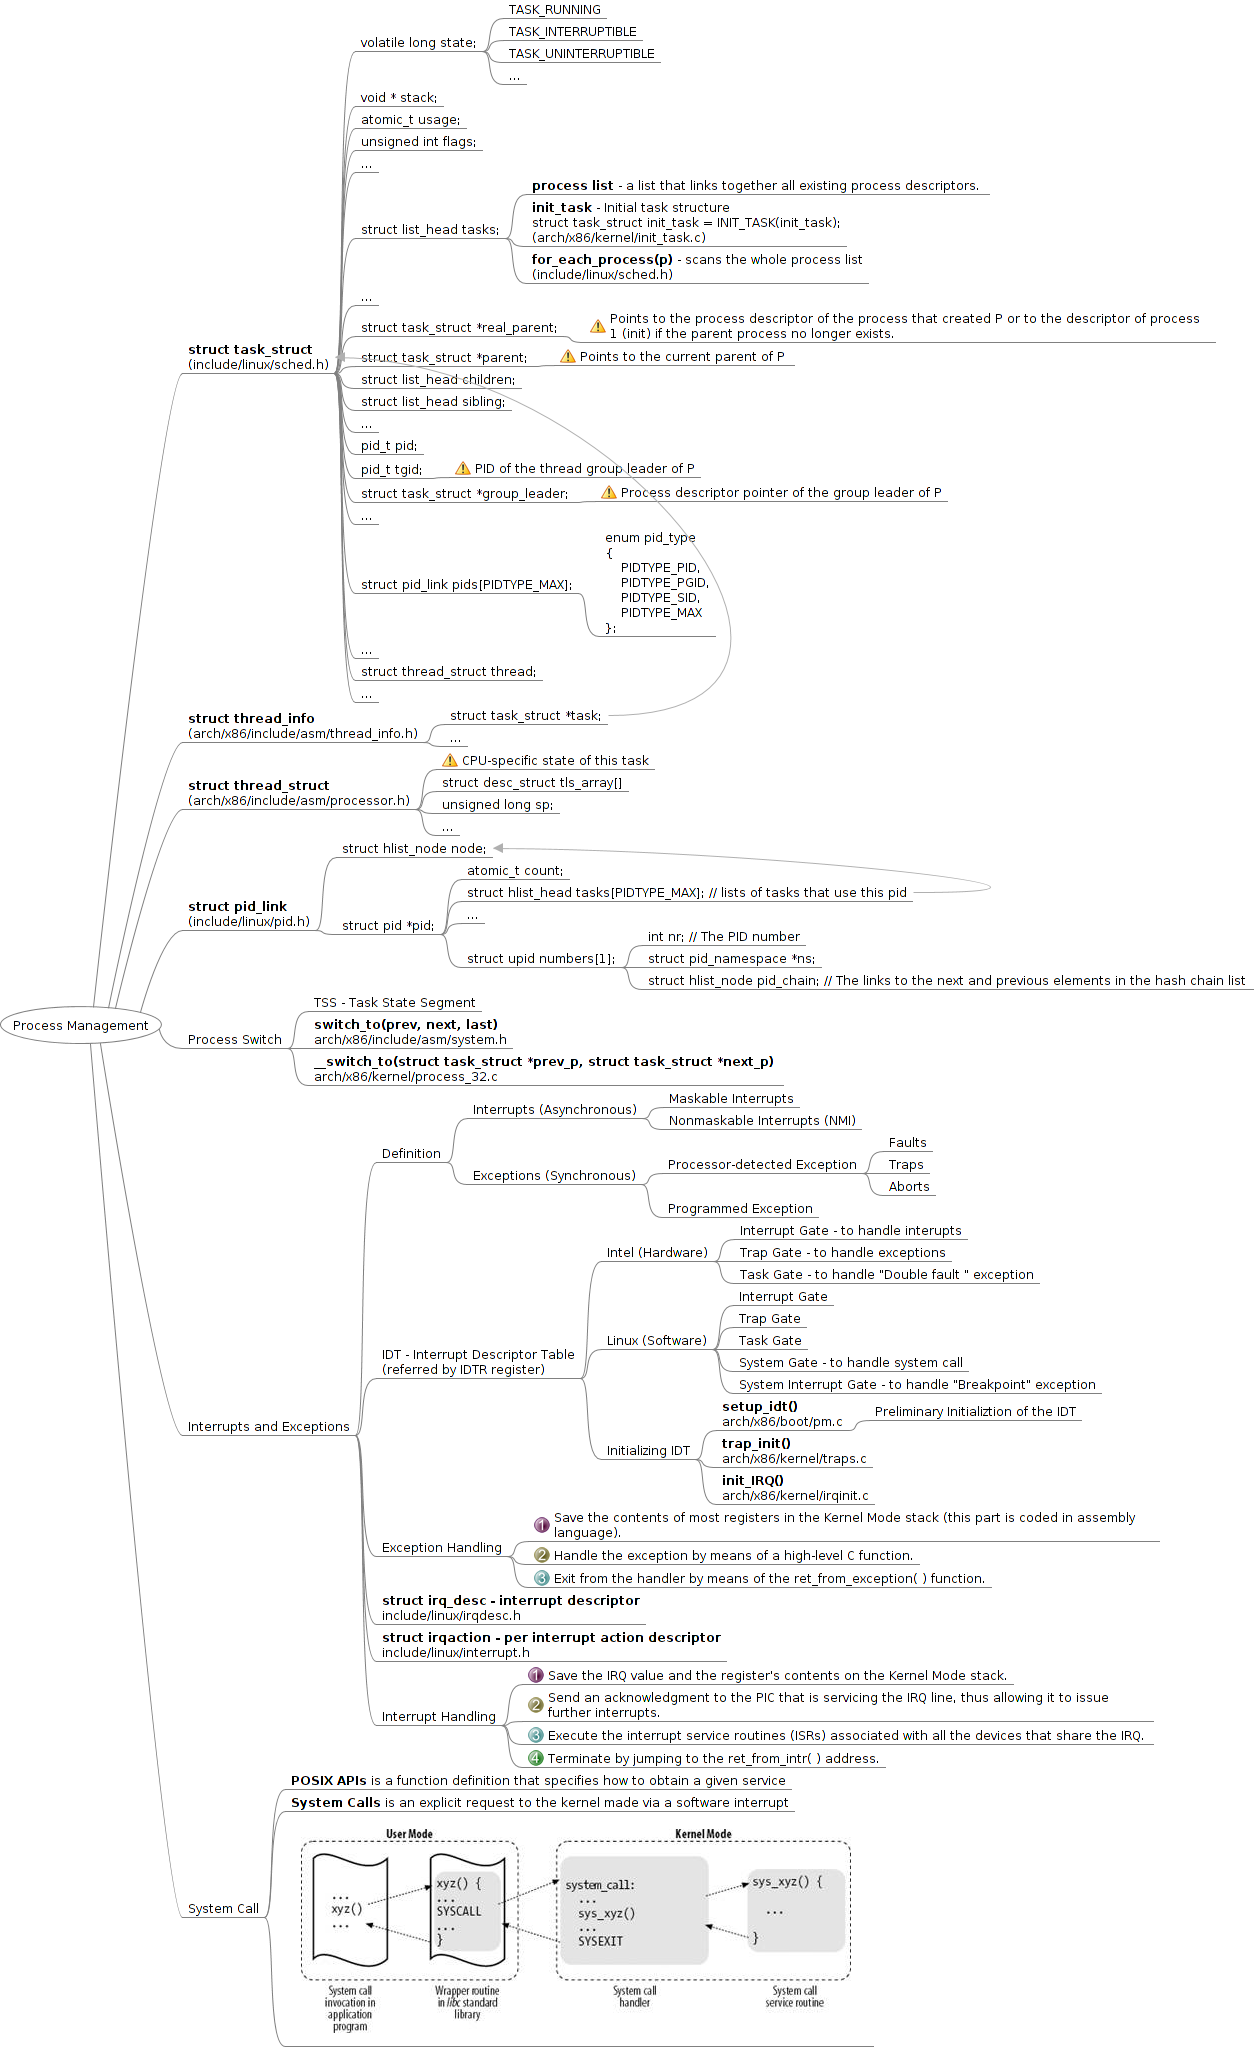 TASK_RUNNING
TASK_INTERRUPTIBLE
volatile long state;
TASK_UNINTERRUPTIBLE
...
void * stack;
atomic_t usage;
unsigned int flags;
...
process list - a list that links together all existing process descriptors.
init_task - Initial task structure
struct task_struct init_task = INIT_TASK(init_task);
(arch/x86/kernel/init_task.c)
struct list_head tasks;
for_each_process(p) - scans the whole process list
(include/linux/sched.h)
...
struct task_struct *real_parent;
Points to the process descriptor of the process that created P or to the descriptor of process
1 (init) if the parent process no longer exists.
struct task_struct
(include/linux/sched.h)
struct task_struct *parent;
Points to the current parent of P
struct list_head children;
struct list_head sibling;
...
pid_t pid;
pid_t tgid;
PID of the thread group leader of P
struct task_struct *group_leader;
Process descriptor pointer of the group leader of P
...
struct pid_link pids[PIDTYPE_MAX];
enum pid_type
{
PIDTYPE_PID,
PIDTYPE_PGID,
PIDTYPE_SID,
PIDTYPE_MAX
};
...
struct thread_struct thread;
...
struct thread_info
(arch/x86/include/asm/thread_info.h)
struct task_struct *task;
...
struct thread_struct
(arch/x86/include/asm/processor.h)
CPU-specific state of this task
struct desc_struct tls_array[]
unsigned long sp;
...
struct pid_link
(include/linux/pid.h)
struct hlist_node node;
struct pid *pid;
atomic_t count;
struct hlist_head tasks[PIDTYPE_MAX]; // lists of tasks that use this pid
...
struct upid numbers[1];
int nr; // The PID number
struct pid_namespace *ns;
struct hlist_node pid_chain; // The links to the next and previous elements in the hash chain list
Process Management
Process Switch
TSS - Task State Segment
switch_to(prev, next, last)
arch/x86/include/asm/system.h
__switch_to(struct task_struct *prev_p, struct task_struct *next_p)
arch/x86/kernel/process_32.c
Interrupts and Exceptions
Definition
Interrupts (Asynchronous)
Maskable Interrupts
Nonmaskable Interrupts (NMI)
Exceptions (Synchronous)
Processor-detected Exception
Faults
Traps
Aborts
Programmed Exception
IDT - Interrupt Descriptor Table
(referred by IDTR register)
Intel (Hardware)
Interrupt Gate - to handle interupts
Trap Gate - to handle exceptions
Task Gate - to handle "Double fault " exception
Linux (Software)
Interrupt Gate
Trap Gate
Task Gate
System Gate - to handle system call
System Interrupt Gate - to handle "Breakpoint" exception
Initializing IDT
setup_idt()
arch/x86/boot/pm.c
Preliminary Initializtion of the IDT
trap_init()
arch/x86/kernel/traps.c
init_IRQ()
arch/x86/kernel/irqinit.c
Exception Handling
1 Save the contents of most registers in the Kernel Mode stack (this part is coded in assembly
language).
2 Handle the exception by means of a high-level C function.
3 Exit from the handler by means of the ret_from_exception( ) function.
struct irq_desc - interrupt descriptor
include/linux/irqdesc.h
struct irqaction - per interrupt action descriptor
include/linux/interrupt.h
Interrupt Handling
1 Save the IRQ value and the register's contents on the Kernel Mode stack.
2 Send an acknowledgment to the PIC that is servicing the IRQ line, thus allowing it to issue
further interrupts.
3 Execute the interrupt service routines (ISRs) associated with all the devices that share the IRQ.
4 Terminate by jumping to the ret_from_intr( ) address.
System Call
POSIX APIs is a function definition that specifies how to obtain a given service
System Calls is an explicit request to the kernel made via a software interrupt
User Mode
Kernel Mode
...
xyz()
...
xyz() {
...
SYSCALL
...
}
system_call:
...
sys_xyz()
...
SYSEXIT
sys_xyz() {
...
}
System call
invocation in
application
program
Wrapper routine
in libc standard
library
System call
handler
System call
service routine